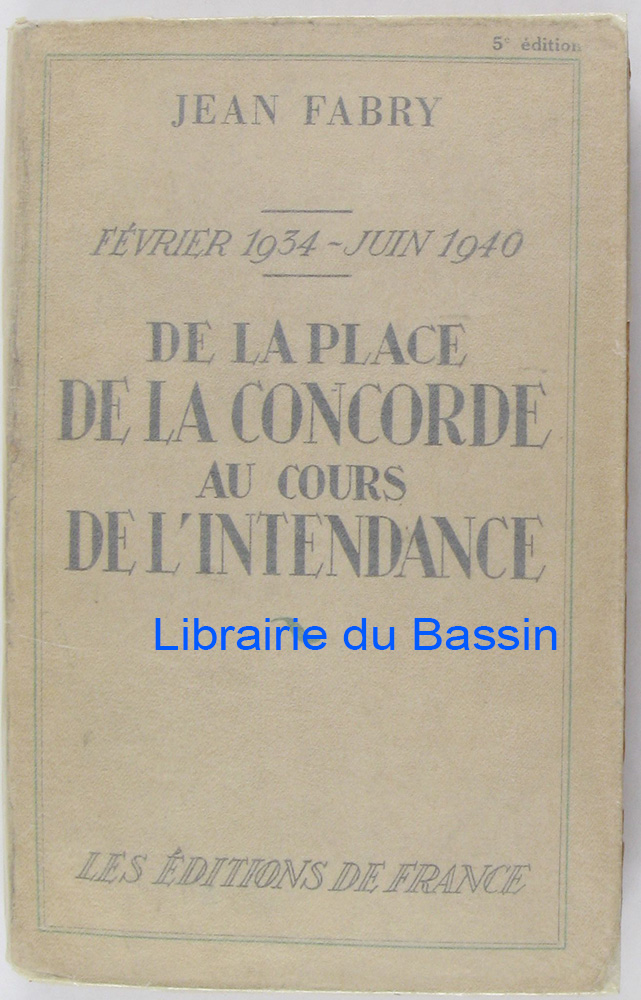 5e édition
JEAN FABRY
FÉVRIER 1934 - JUIN 1940
DE LA PLACE
DE LA CONCORDE
AU COURS
DE L'INTENDANCE
Librairie du Bassin
LES ÉDITIONS DE FRANCE